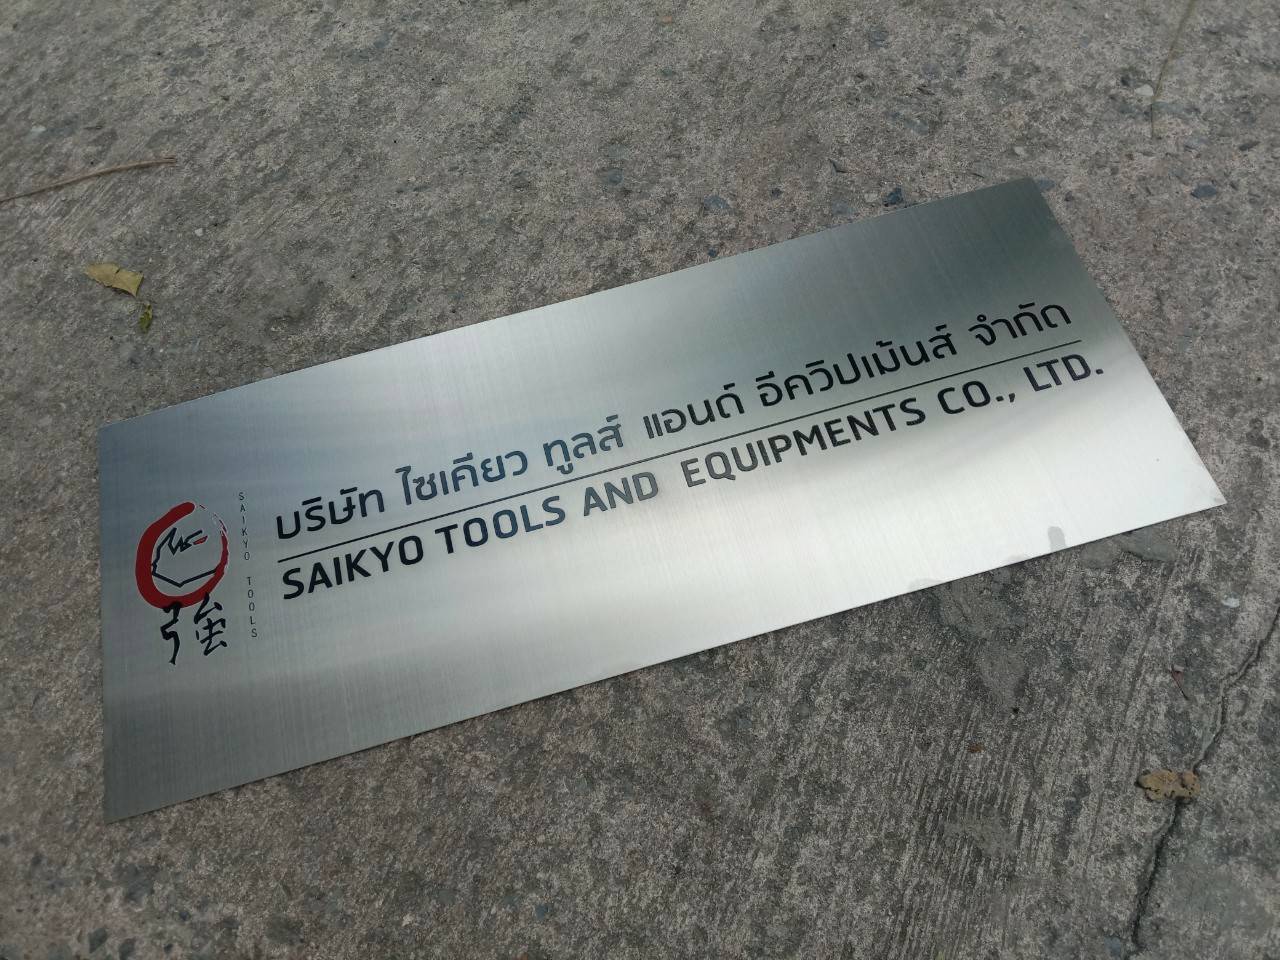 強
SAIKYO TOOLS
บริษัท ไซเคียว ทูลส์ แอนด์ อีควิปเม้นส์ จำกัด
SAIKYO TOOLS AND EQUIPMENTS CO., LTD.